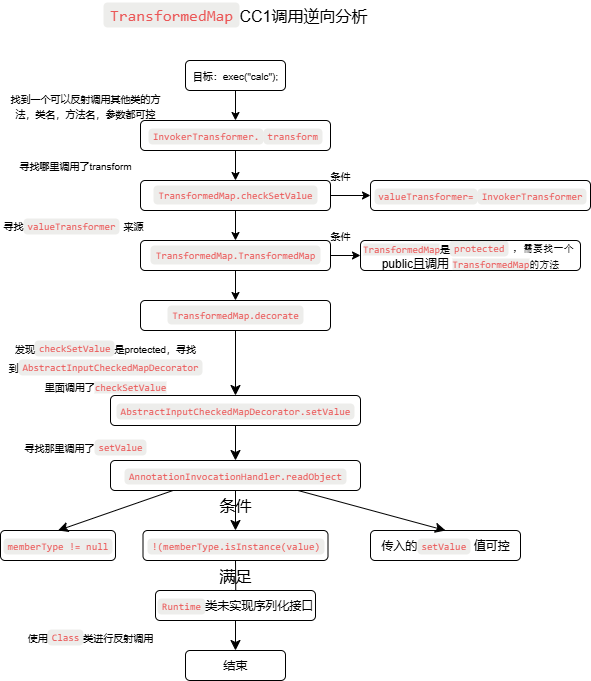 TransformedMap CC1调用逆向分析
目标：exec("calc");
找到一个可以反射调用其他类的方
法，类名，方法名，参数都可控
InvokerTransformer. transform
寻找哪里调用了transform
TransformedMap.checkSetValue
条件
valueTransformer= InvokerTransformer
寻找 valueTransformer 来源
TransformedMap.TransformedMap
条件
TransformedMap是 protected ，需要找一个
public且调用 TransformedMap的方法
TransformedMap.decorate
发现 checkSetValue 是protected，寻找
到 AbstractInputCheckedMapDecorator
里面调用了checkSetValue
AbstractInputCheckedMapDecorator.setValue
寻找那里调用了 setValue
AnnotationInvocationHandler.readObject
条件
memberType != null
!(memberType.isInstance(value)
传入的 setValue 值可控
满足
Runtime 类未实现序列化接口
使用 Class 类进行反射调用
结束